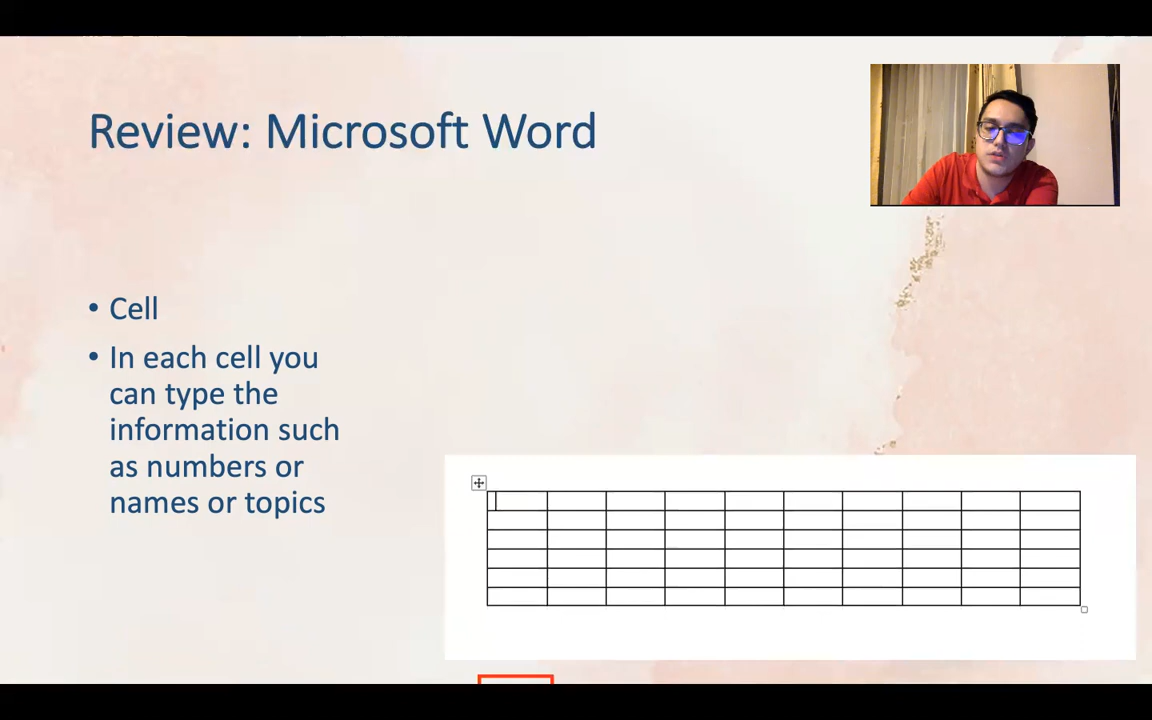 Review: Microsoft Word
• Cell
• In each cell you
can type the
information such
as numbers or
names or topics